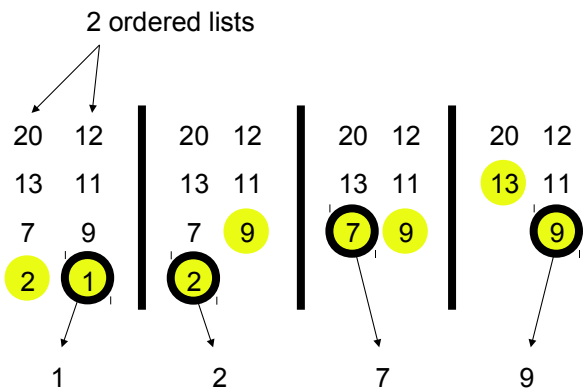 2 ordered lists
20 12 20 12 20 12 20 12
13 11 13 11 13 11 13 11
7 9 7 9 7 9 9
2 1 2
1 2 7 9